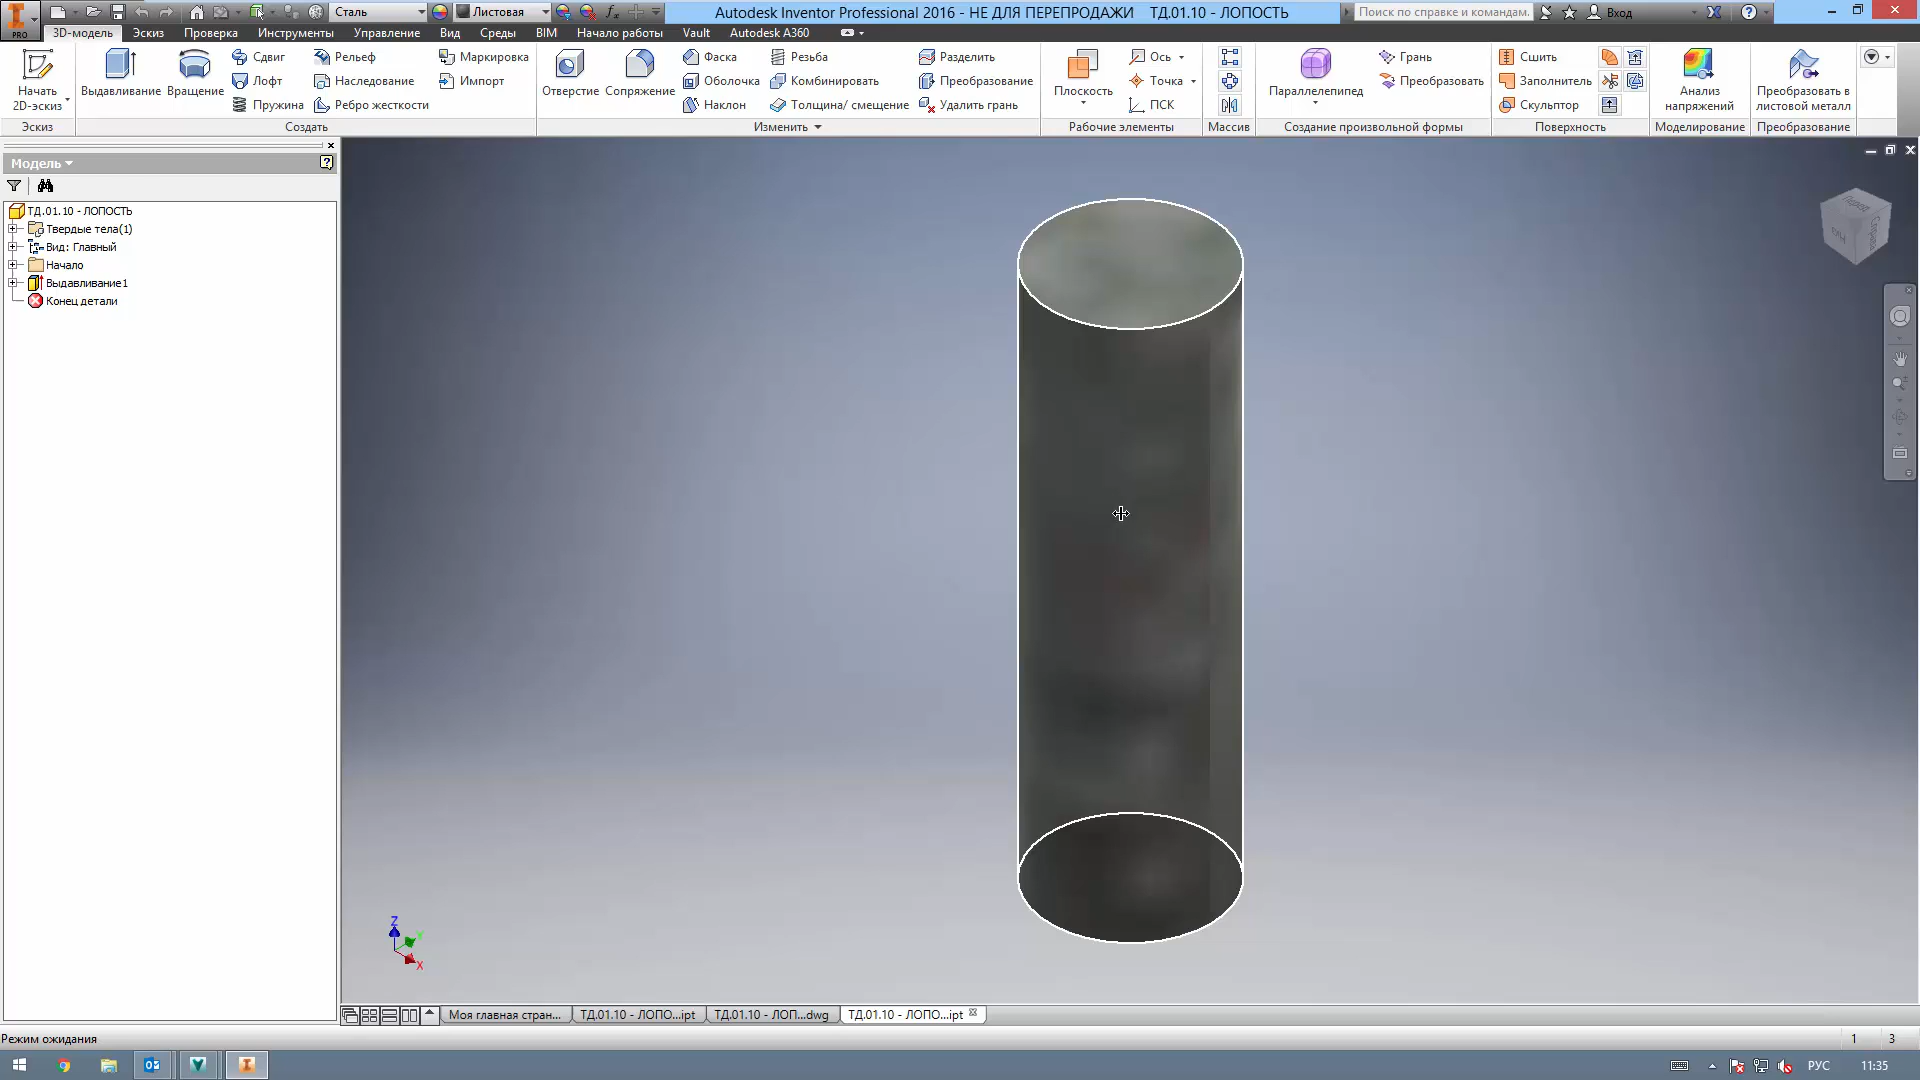 Сталь
Листовая
Autodesk Inventor Professional 2016 - НЕ ДЛЯ ПЕРЕПРОДАЖИ ТД.01.10 - ЛОПОСТЬ
Поиск по справке и командам.
Вход
PRO
3D-модель
Эскиз
Проверка
Инструменты
Управление
Вид
Среды
BIM
Начало работы
Vault
Autodesk A360
Начать
2D-эскиз
Выдавливание
Вращение
Сдвиг
Лофт
Пружина
Рельеф
Наследование
Ребро жесткости
Маркировка
Импорт
Отверстие
Сопряжение
Фаска
Оболочка
Наклон
Резьба
Комбинировать
Толщина/ смещение
Разделить
Преобразование
Удалить грань
Плоскость
Ось
Точка
ПСК
Параллелепипед
Грань
Преобразовать
Сшить
Заполнитель
Скульптор
Анализ
напряжений
Преобразовать в
листовой металл
Эскиз
Создать
Изменить
Рабочие элементы
Массив
Создание произвольной формы
Поверхность
Моделирование
Преобразование
Модель
ТД.01.10 - ЛОПОСТЬ
Твердые тела(1)
Вид: Главный
Начало
Выдавливание1
Конец детали
Z
Y
X
Моя главная стран...
ТД.01.10 - ЛОПО...ipt
ТД.01.10 - ЛОП...dwg
ТД.01.10 - ЛОПО...ipt
Режим ожидания
1
3
РУС
11:35